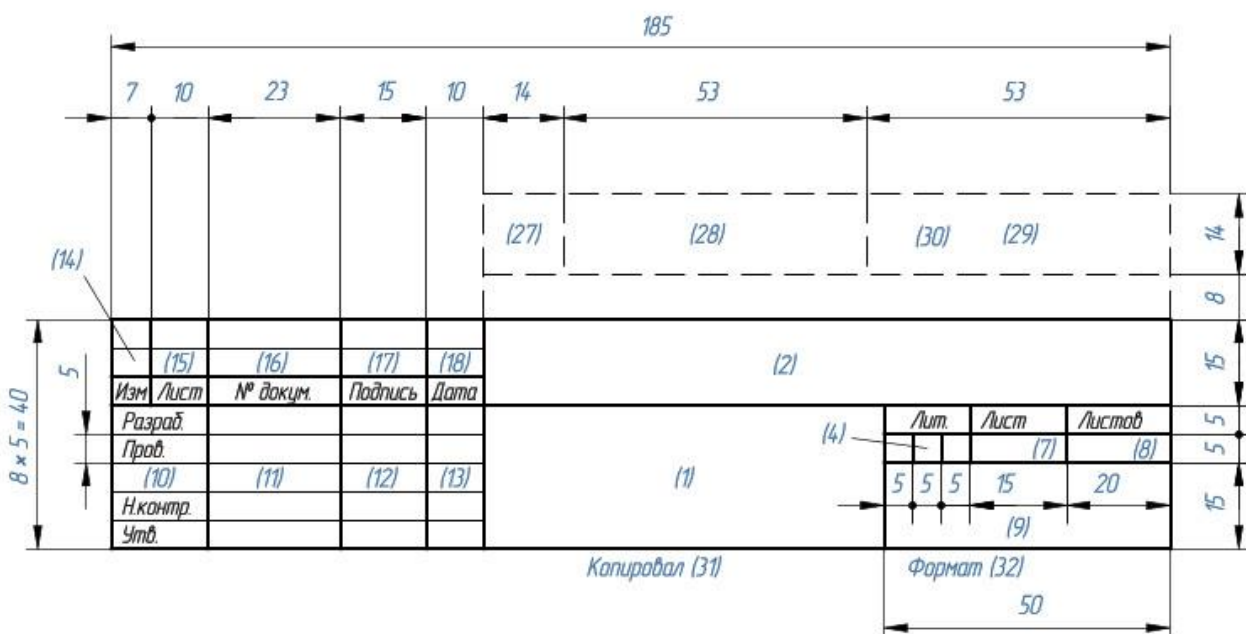 185
7 10 23 15 10 14 53 53
(27) (28) (30) (29) 14
(14)
8
(15) (16) (17) (18) (2) 15
5
Изм Лист № докум. Подпись Дата
8 × 5 = 40
Разраб. Лит. Лист Листов 5
Пров. (4) (7) (8) 5
(10) (11) (12) (13) (1) 5 5 5 15 20 15
Н.контр.
(9)
Утв.
Копировал (31) Формат (32)
50